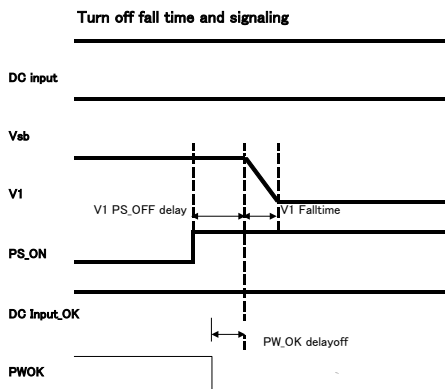 Turn off fall time and signaling
DC input
Vsb
V1
V1 PS_OFF delay
V1 Falltime
PS_ON
DC Input_OK
PW_OK delayoff
PWOK